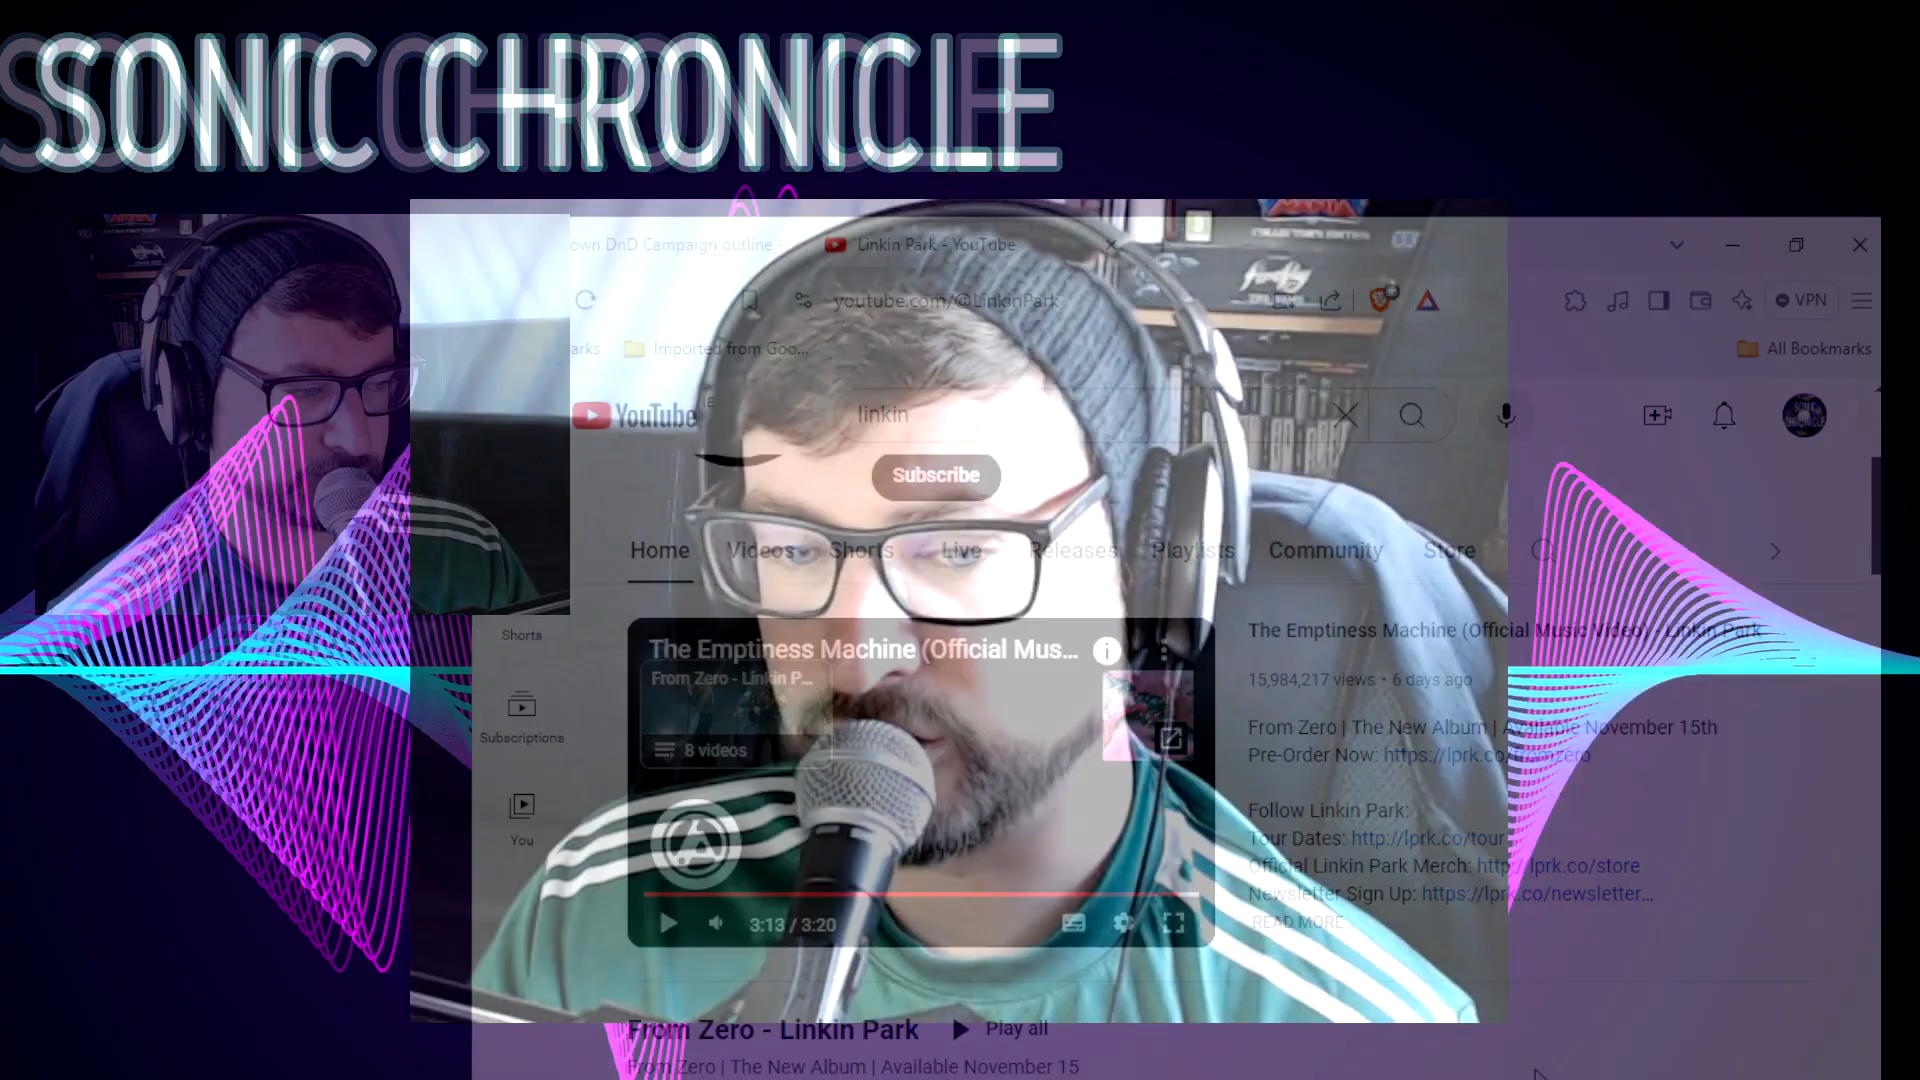 SONIC CHRONICLE
own DnD Campaign outline -
Linkin Park - YouTube
youtube.com/@LinkinPark
VPN
arks
Imported from Goo...
All Bookmarks
YouTube
IE
linkin
Subscribe
Home
Videos
Shorts
Live
Releases
Playlists
Community
Store
Shorts
Subscriptions
You
The Emptiness Machine (Official Mus...
From Zero - Linkin P...
8 videos
3:13 / 3:20
The Emptiness Machine (Official Music Video) - Linkin Park
15,984,217 views • 6 days ago
From Zero | The New Album | Available November 15th
Pre-Order Now: https://lprk.co/fromzero
Follow Linkin Park:
Tour Dates: http://lprk.co/tour
Official Linkin Park Merch: http://lprk.co/store
Newsletter Sign Up: https://lprk.co/newsletter...
READ MORE
From Zero - Linkin Park
Play all
From Zero | The New Album | Available November 15